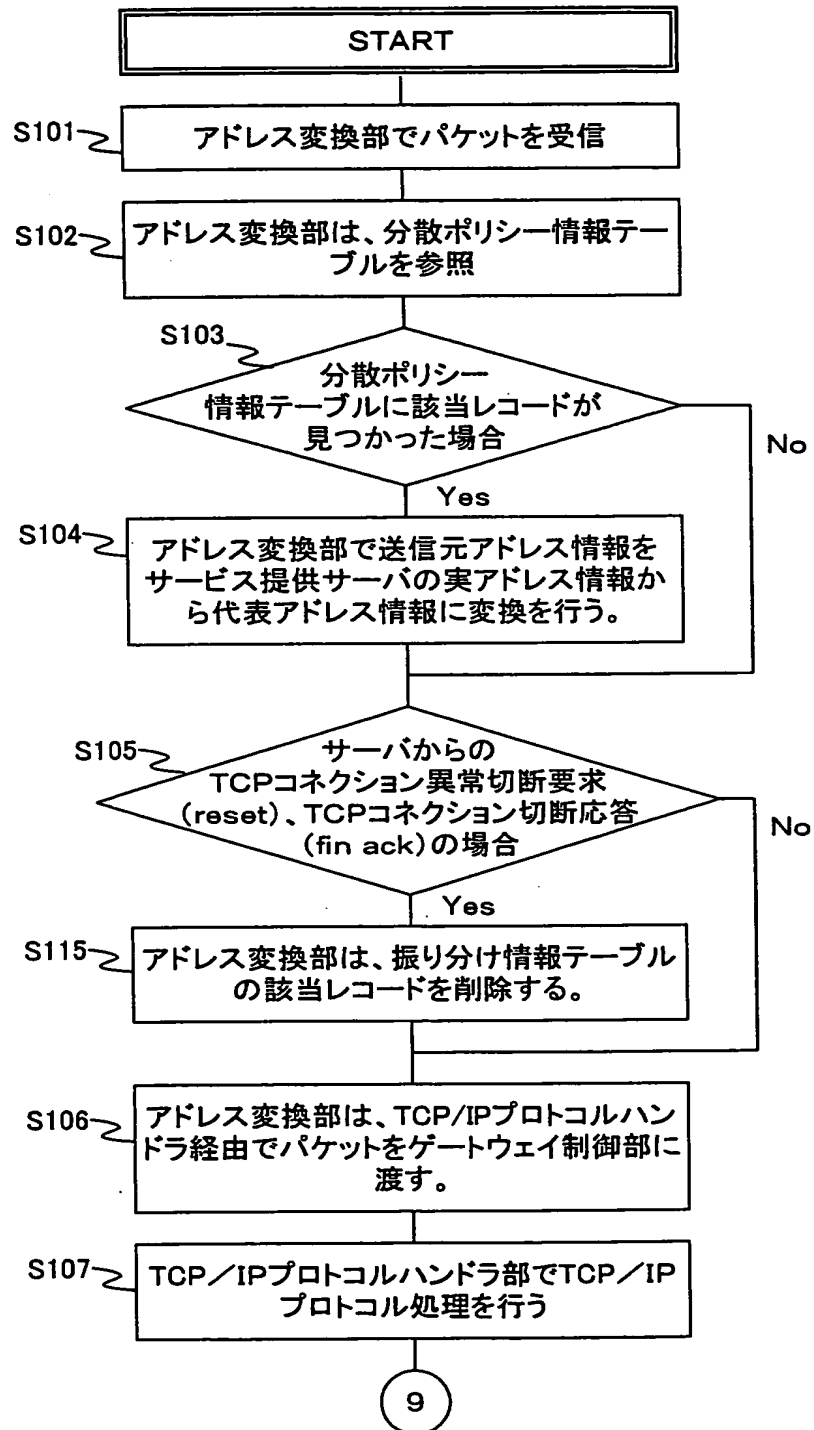 START
S101
アドレス変換部でパケットを受信
S102
アドレス変換部は、分散ポリシー情報テー
ブルを参照
S103
分散ポリシー
情報テーブルに該当レコードが
見つかった場合
No
Yes
S104
アドレス変換部で送信元アドレス情報を
サービス提供サーバの実アドレス情報か
ら代表アドレス情報に変換を行う。
S105
サーバからの
TCPコネクション異常切断要求
(reset)、TCPコネクション切断応答
(fin ack)の場合
No
Yes
S115
アドレス変換部は、振り分け情報テーブル
の該当レコードを削除する。
S106
アドレス変換部は、TCP/IPプロトコルハン
ドラ経由でパケットをゲートウェイ制御部に
渡す。
S107
TCP/IPプロトコルハンドラ部でTCP/IP
プロトコル処理を行う
9